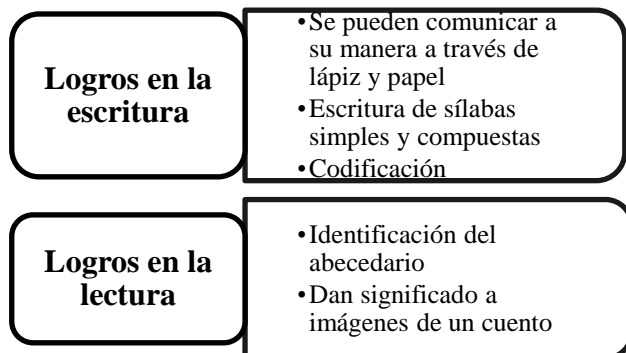 Logros en la
escritura
•Se pueden comunicar a
su manera a través de
lápiz y papel
•Escritura de sílabas
simples y compuestas
•Codificación
Logros en la
lectura
•Identificación del
abecedario
•Dan significado a
imágenes de un cuento